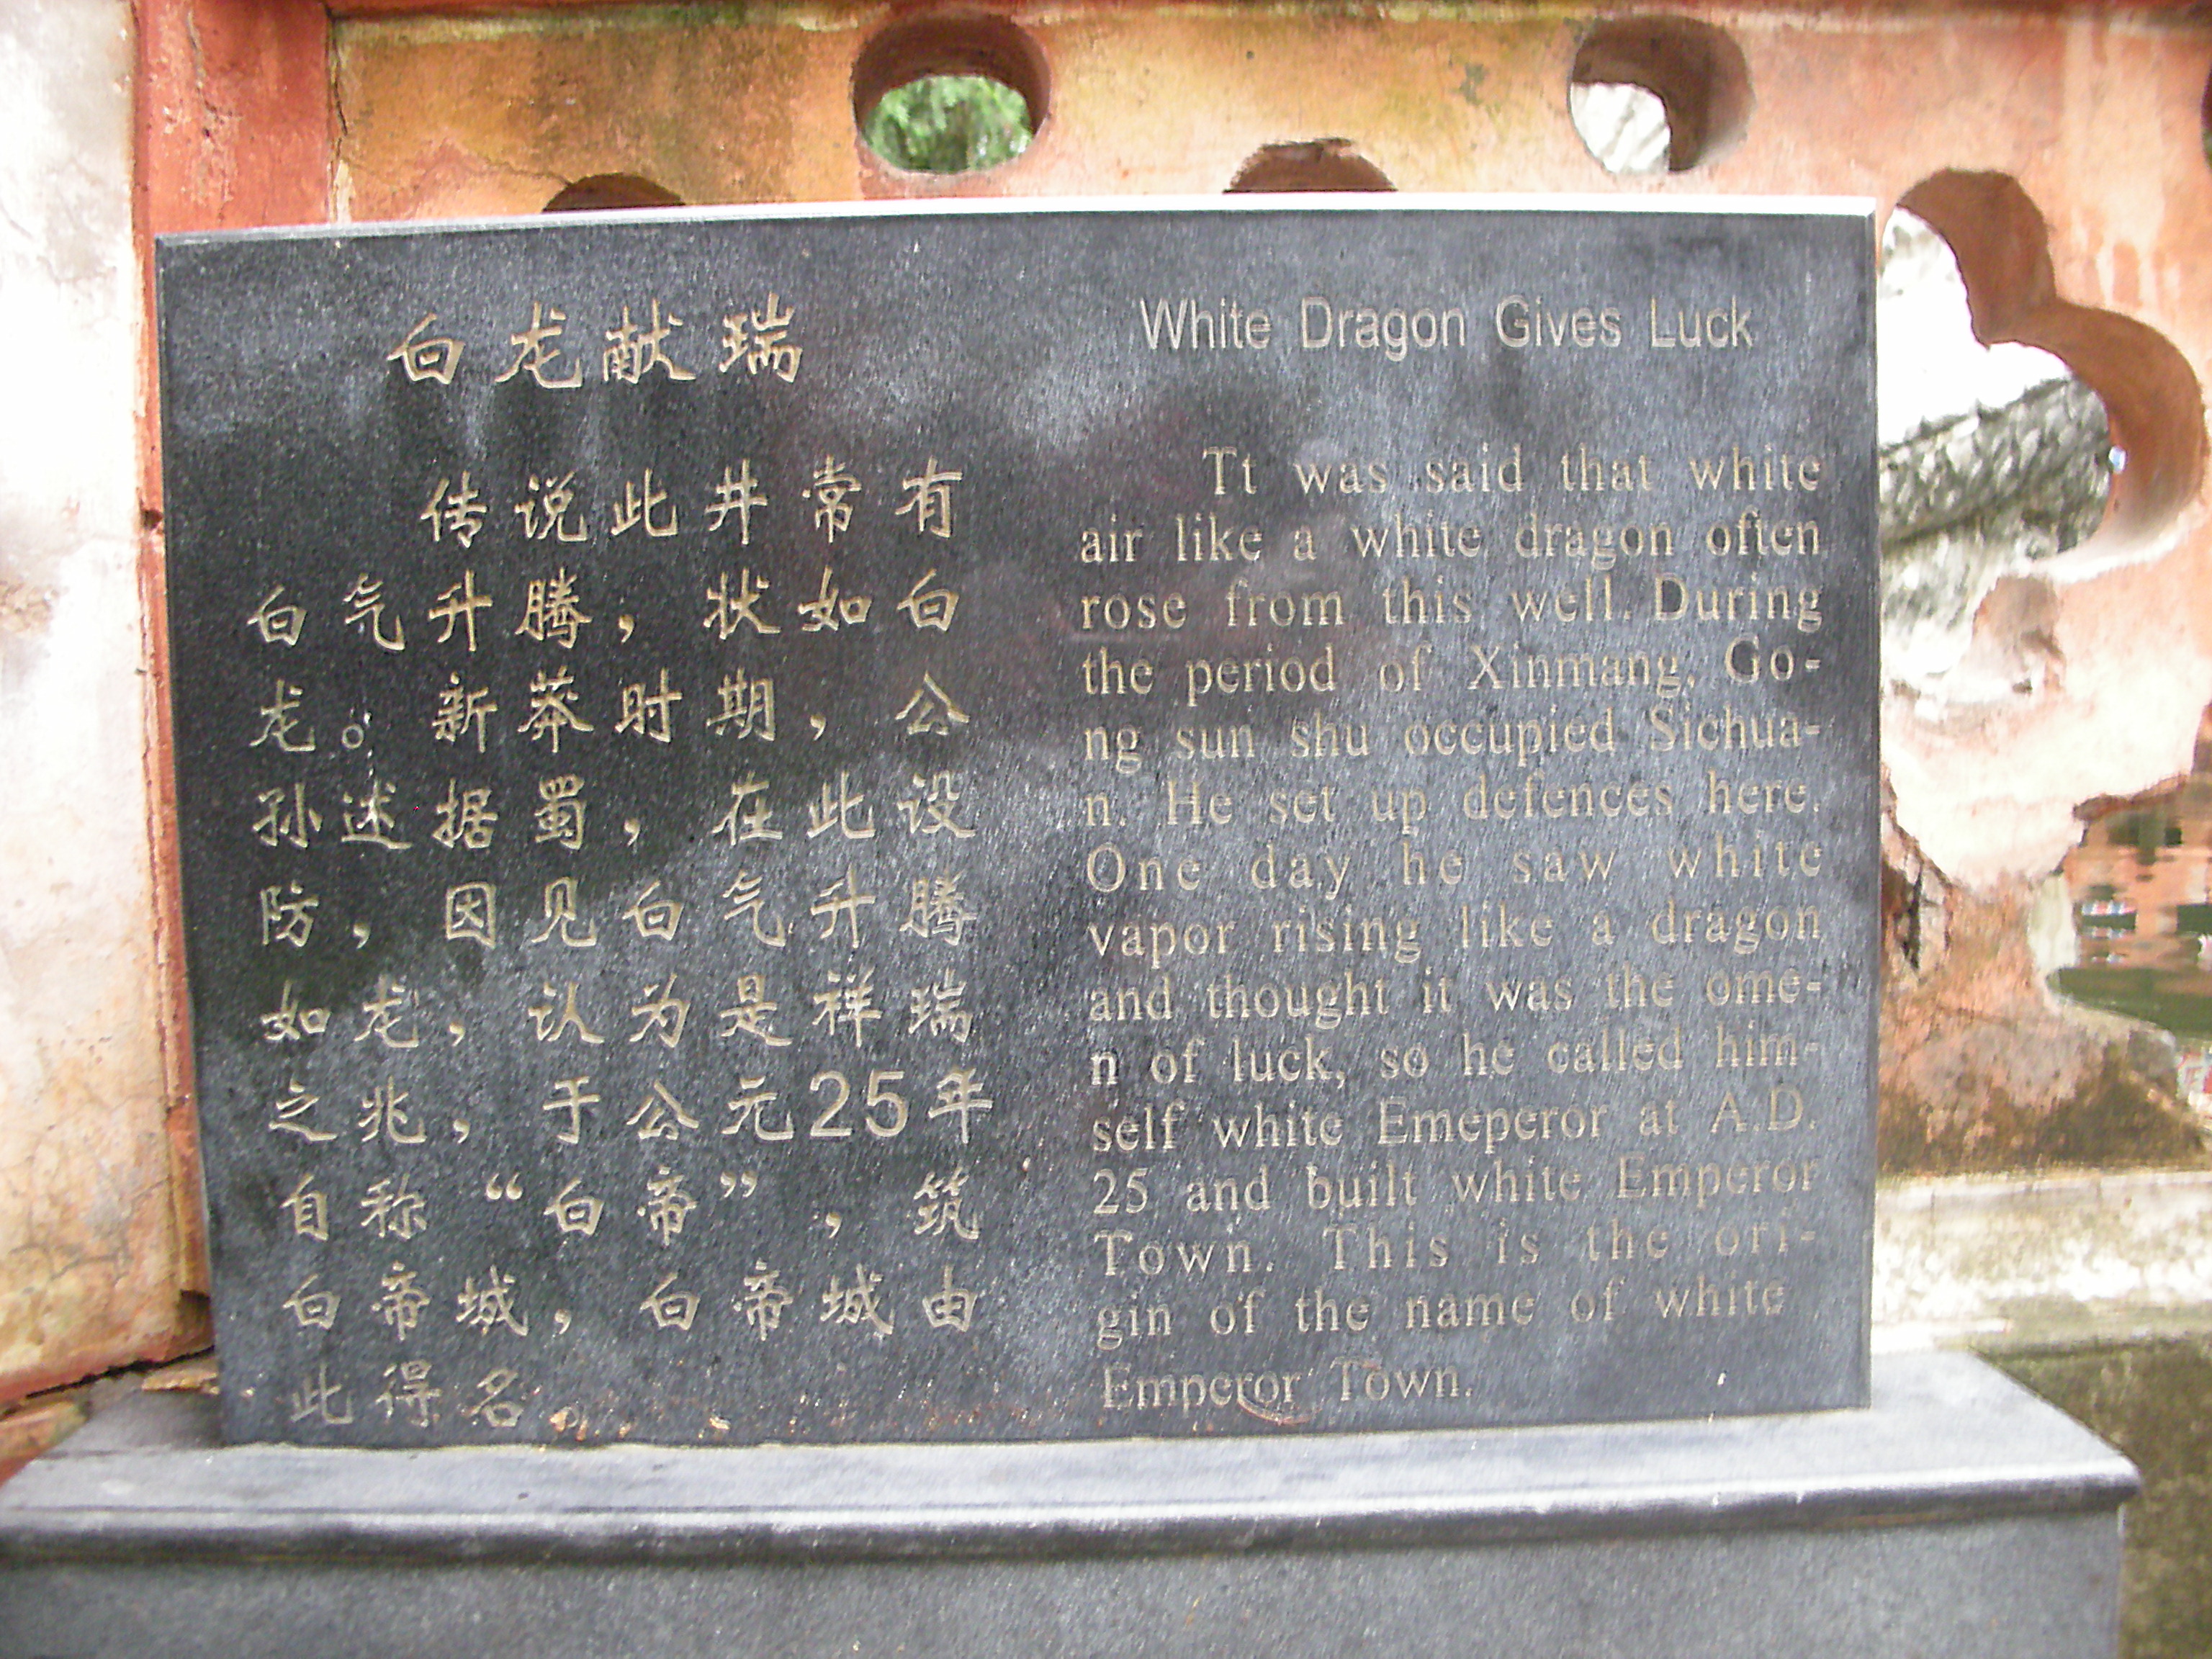 白龙献瑞
传说此井常有
白气升腾，状如白
龙。新莽时期，公
孙述据蜀，在此设
防，因见白气升腾
如龙，认为是祥瑞
之兆，于公元25年
自称“白帝”，筑
白帝城，白帝城由
此得名。
White Dragon Gives Luck
Tt was said that white
air like a white dragon often
rose from this well. During
the period of Xinmang, Go-
ng sun shu occupied Sichua-
n. He set up defences here.
One day he saw white
vapor rising like a dragon
and thought it was the ome-
n of luck, so he called him-
self white Emeperor at A.D.
25 and built white Emperor
Town. This is the ori-
gin of the name of white
Emperor Town.